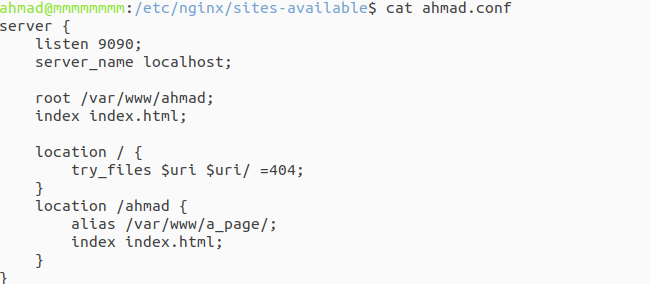 ahmad@mmmmmmmmm:/etc/nginx/sites-available$ cat ahmad.conf
server {
    listen 9090;
    server_name localhost;

    root /var/www/ahmad;
    index index.html;

    location / {
        try_files $uri $uri/ =404;
    }
    location /ahmad {
        alias /var/www/a_page/;
        index index.html;
    }
}